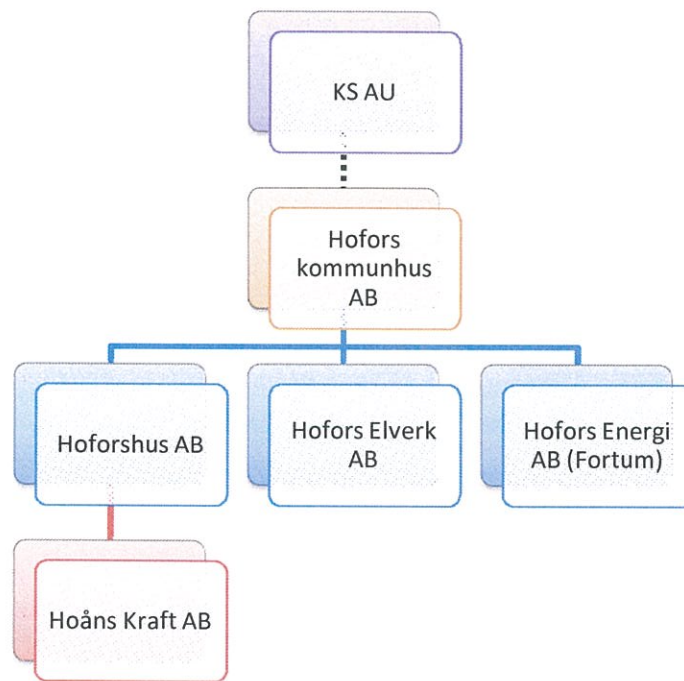 KS AU
Hofors
kommunhus
AB
Hoforshus AB
Hofors Elverk
AB
Hofors Energi
AB (Fortum)
Hoåns Kraft AB